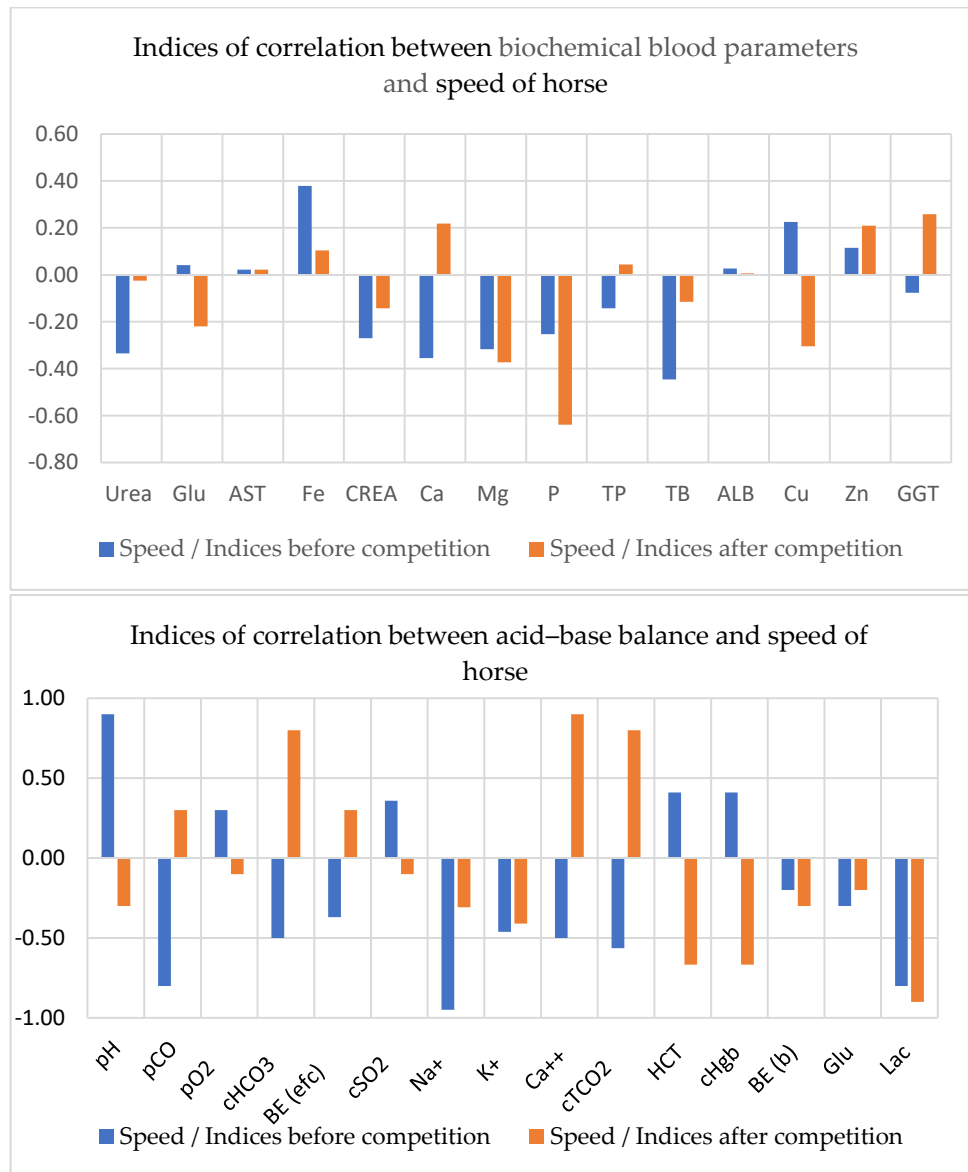 Indices of correlation between biochemical blood parameters
and speed of horse
0.60
0.40
0.20
0.00
-0.20
-0.40
-0.60
-0.80
Urea Glu AST Fe CREA Ca Mg P TP TB ALB Cu Zn GGT
Speed / Indices before competition Speed / Indices after competition
Indices of correlation between acid–base balance and speed of
horse
1.00
0.50
0.00
-0.50
-1.00
pH pCO pO2 cHCO3 BE (efc) cSO2 Na+ K+ Ca++ cTCO2 HCT cHgb BE (b) Glu Lac
Speed / Indices before competition Speed / Indices after competition